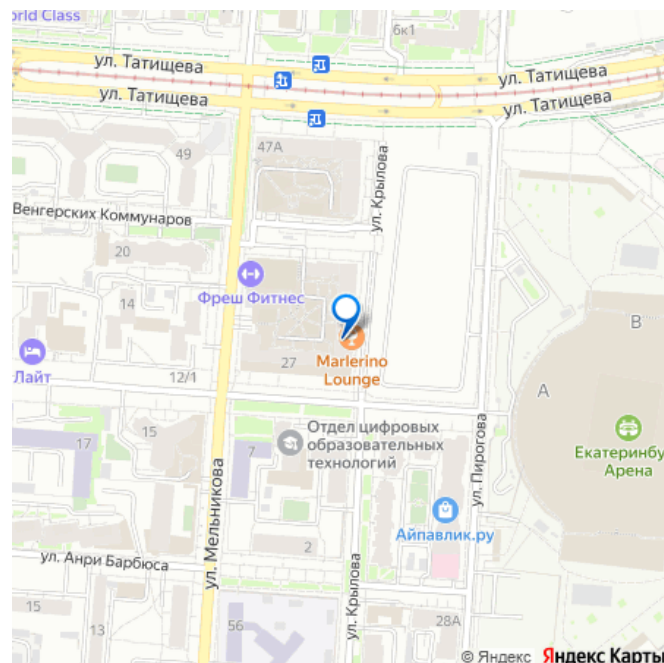 orld Class
6к1
ул. Татищева
ул. Татищева
ул. Татищева
ул. Татищева
47А
49
ул. Крылова
Венгерских Коммунаров
20
Фреш Фитнес
14
В
Marlerino
Lounge
27
Лайт
12/1
А
Отдел цифровых
образовательных
технологий
15
17
7
Екатеринбу
Арена
ул. Пирогова
ул. Мельникова
Айпавлик.ру
2
ул. Анри Барбюса
ул. Крылова
15
13
56
28А
© Яндекс Яндекс Карты